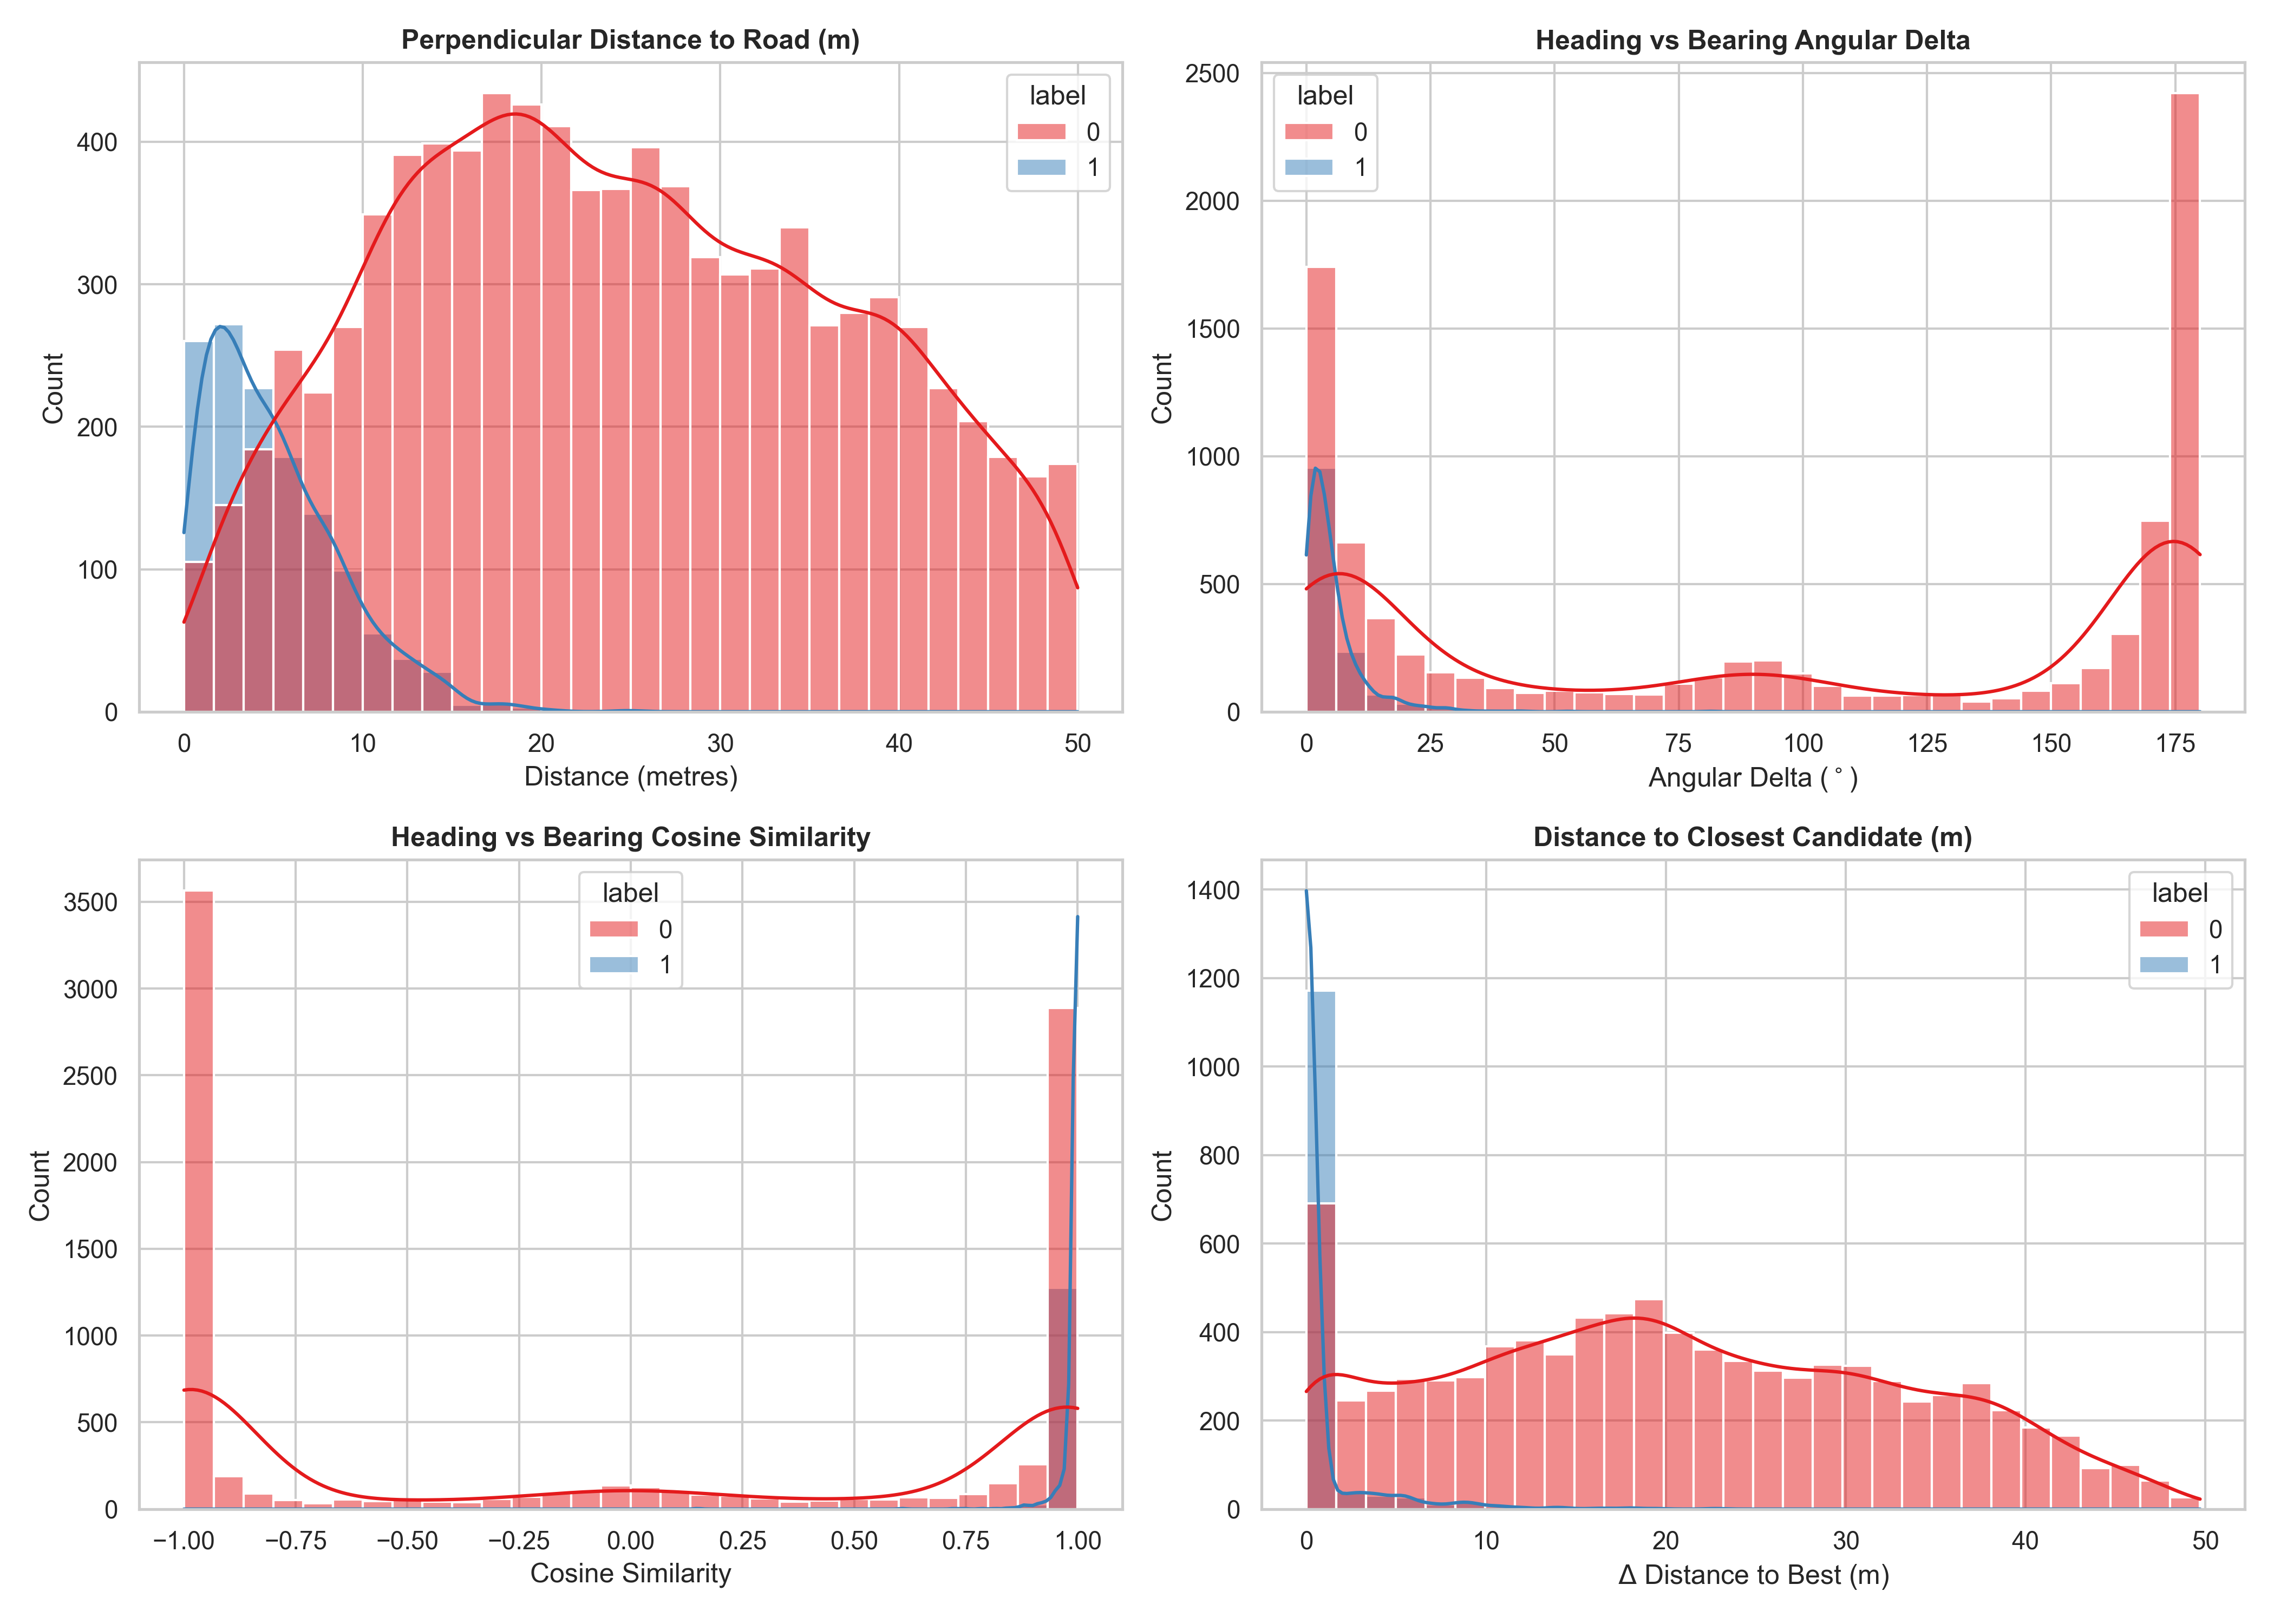 Perpendicular Distance to Road (m)
label
0
1
400
300
200
100
0
Count
0 10 20 30 40 50
Distance (metres)
Heading vs Bearing Angular Delta
label
0
1
2500
2000
1500
1000
500
0
Count
0 25 50 75 100 125 150 175
Angular Delta (°)
Heading vs Bearing Cosine Similarity
label
0
1
3500
3000
2500
2000
1500
1000
500
0
Count
−1.00 −0.75 −0.50 −0.25 0.00 0.25 0.50 0.75 1.00
Cosine Similarity
Distance to Closest Candidate (m)
label
0
1
1400
1200
1000
800
600
400
200
0
Count
0 10 20 30 40 50
Δ Distance to Best (m)